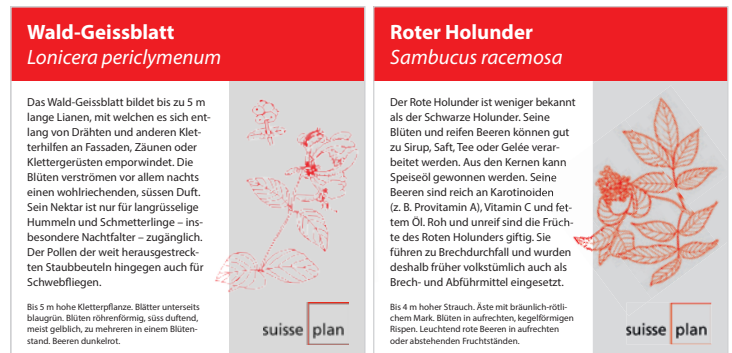 Wald-Geissblatt
Lonicera periclymenum
Das Wald-Geissblatt bildet bis zu 5 m
lange Lianen, mit welchen es sich ent-
lang von Drähten und anderen Klet-
terhilfen an Fassaden, Zäunen oder
Klettergerüsten emporwindet. Die
Blüten verströmen vor allem nachts
einen wohlriechenden, süssen Duft.
Sein Nektar ist nur für langrüsselige
Hummeln und Schmetterlinge – ins-
besondere Nachtfalter – zugänglich.
Der Pollen der weit herausgestreck-
ten Staubbeuteln hingegen auch für
Schwebfliegen.
Bis 5 m hohe Kletterpflanze. Blätter unterseits
blaugrün. Blüten röhrenförmig, süss duftend,
meist gelblich, zu mehreren in einem Blüten-
stand. Beeren dunkelrot.
suisse plan
Roter Holunder
Sambucus racemosa
Der Rote Holunder ist weniger bekannt
als der Schwarze Holunder. Seine
Blüten und reifen Beeren können gut
zu Sirup, Saft, Tee oder Gelée verar-
beitet werden. Aus den Kernen kann
Speiseöl gewonnen werden. Seine
Beeren sind reich an Karotinoiden
(z. B. Provitamin A), Vitamin C und fet-
tem Öl. Roh und unreif sind die Früch-
te des Roten Holunders giftig. Sie
führen zu Brechdurchfall und wurden
deshalb früher volkstümlich auch als
Brech- und Abführmittel eingesetzt.
Bis 4 m hoher Strauch. Äste mit bräunlich-rötli-
chem Mark. Blüten in aufrechten, kegelförmigen
Rispen. Leuchtend rote Beeren in aufrechten
oder abstehenden Fruchtständen.
suisse plan